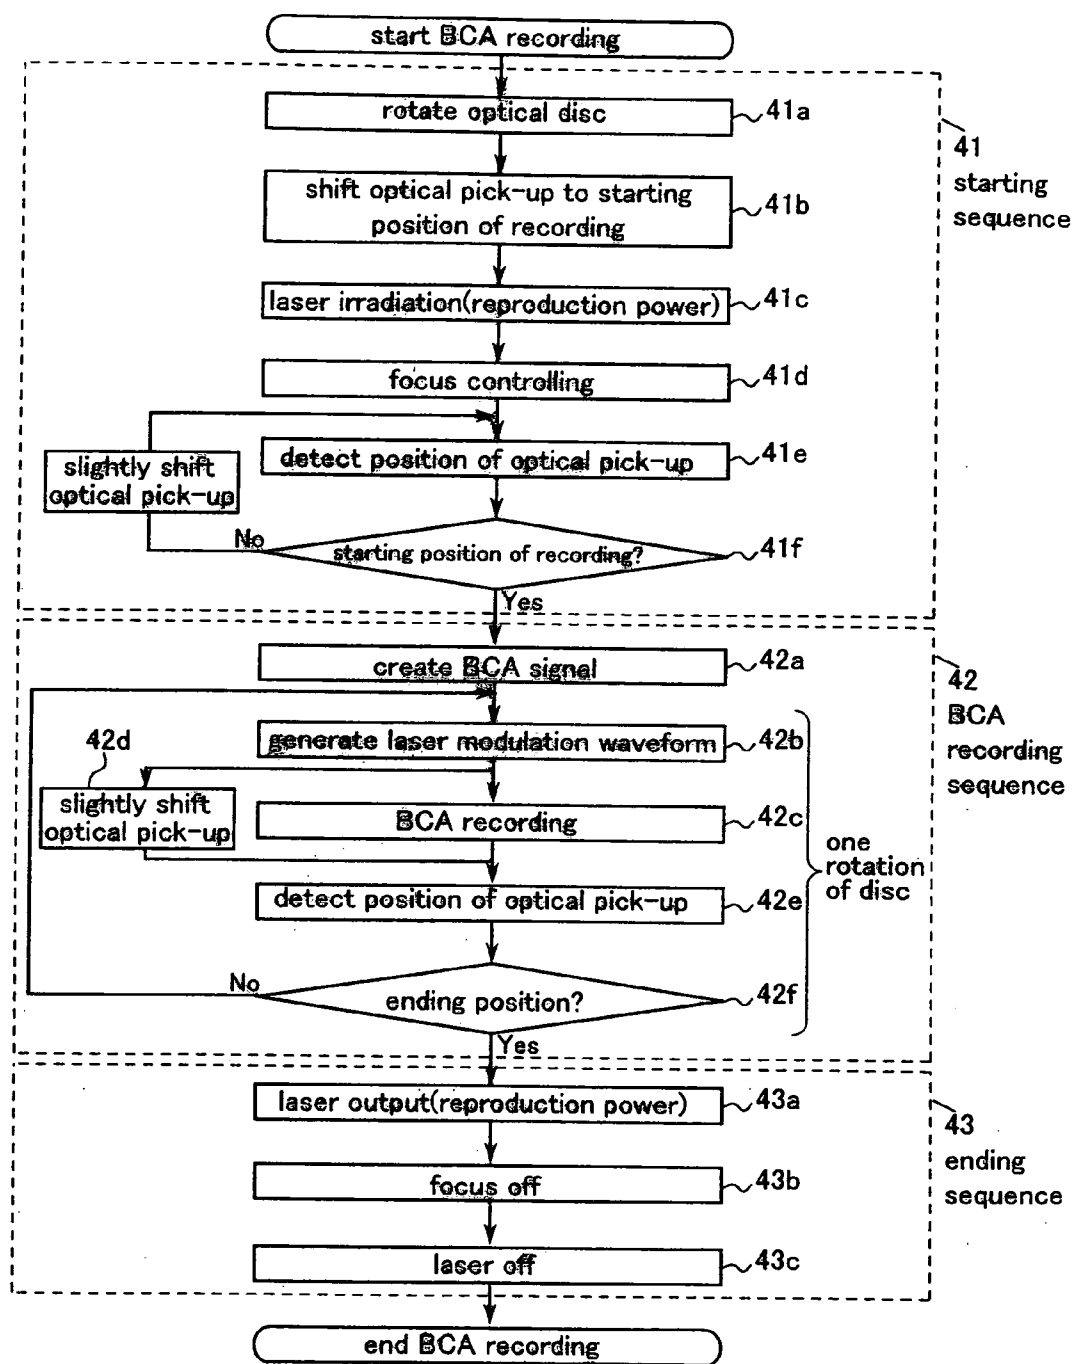 start BCA recording
rotate optical disc
41a
41
starting
sequence
shift optical pick-up to starting
position of recording
41b
laser irradiation(reproduction power)
41c
focus controlling
41d
detect position of optical pick-up
41e
slightly shift
optical pick-up
No
starting position of recording?
41f
Yes
create BCA signal
42a
42
BCA
recording
sequence
generate laser modulation waveform
42b
42d
slightly shift
optical pick-up
BCA recording
42c
one
rotation
of disc
detect position of optical pick-up
42e
No
ending position?
42f
Yes
laser output(reproduction power)
43a
43
ending
sequence
focus off
43b
laser off
43c
end BCA recording